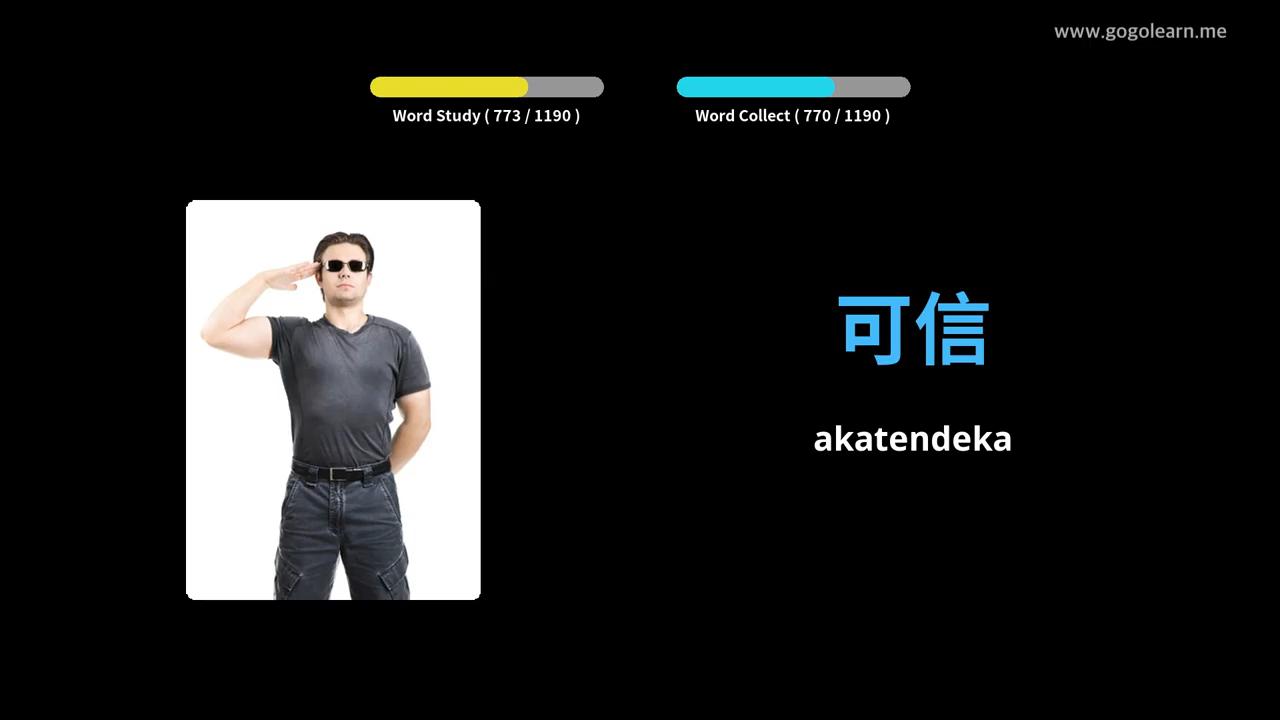 www.gogolearn.me
Word Study ( 773 / 1190 )
Word Collect ( 770 / 1190 )
可信
akatendeka